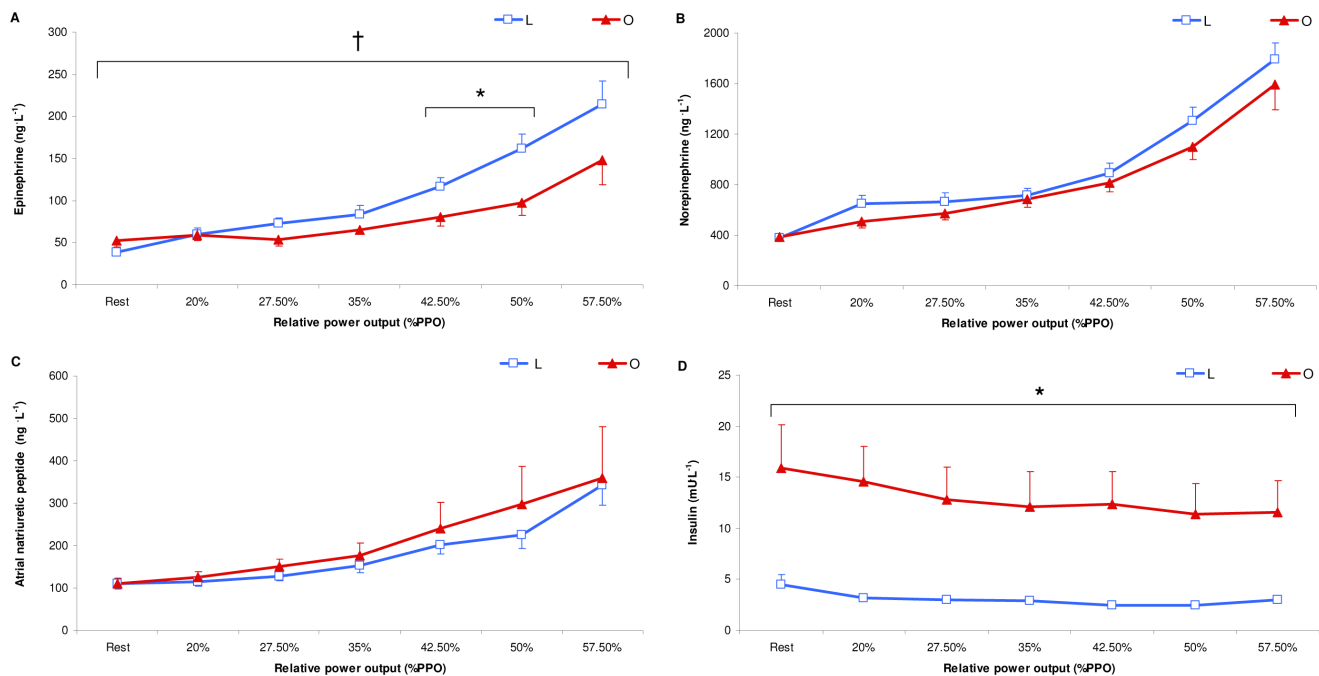 A
L
O
†
*
Epinephrine (ng·L⁻¹)
300
250
200
150
100
50
0
Rest 20% 27.50% 35% 42.50% 50% 57.50%
Relative power output (%PPO)
B
L
O
Norepinephrine (ng·L⁻¹)
2000
1600
1200
800
400
0
Rest 20% 27.50% 35% 42.50% 50% 57.50%
Relative power output (%PPO)
C
L
O
Atrial natriuretic peptide (ng·L⁻¹)
600
500
400
300
200
100
0
Rest 20% 27.50% 35% 42.50% 50% 57.50%
Relative power output (%PPO)
D
L
O
*
Insulin (mU·L⁻¹)
25
20
15
10
5
0
Rest 20% 27.50% 35% 42.50% 50% 57.50%
Relative power output (%PPO)